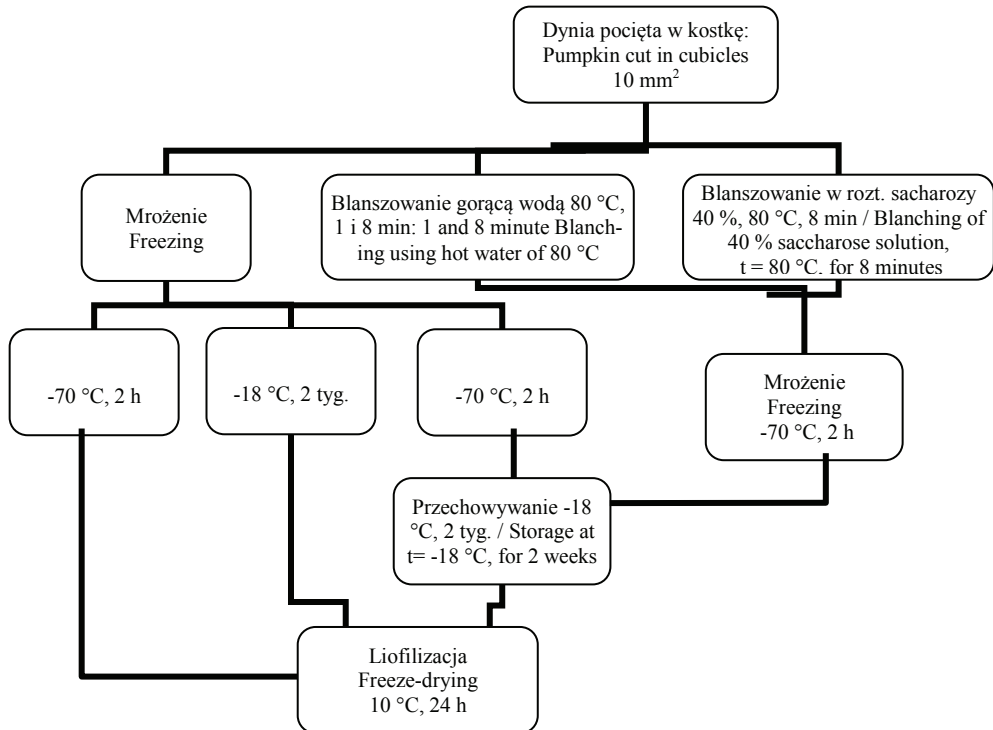 Dynia pocięta w kostkę:
Pumpkin cut in cubicles
10 mm²
Mrożenie
Freezing
Blanszowanie gorącą wodą 80 °C,
1 i 8 min: 1 and 8 minute Blanch-
ing using hot water of 80 °C
Blanszowanie w rozt. sacharozy
40 %, 80 °C, 8 min / Blanching of
40 % saccharose solution,
t = 80 °C. for 8 minutes
-70 °C, 2 h
-18 °C, 2 tyg.
-70 °C, 2 h
Mrożenie
Freezing
-70 °C, 2 h
Przechowywanie -18
°C, 2 tyg. / Storage at
t= -18 °C, for 2 weeks
Liofilizacja
Freeze-drying
10 °C, 24 h